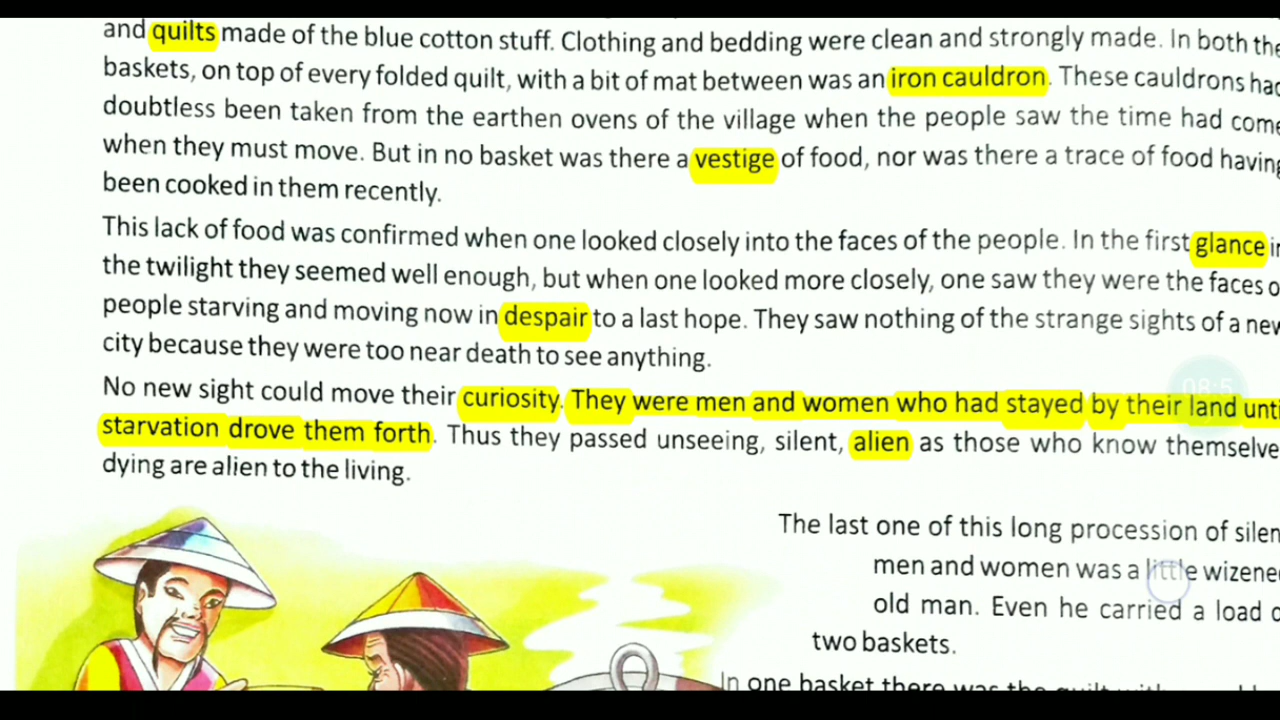 and quilts made of the blue cotton stuff. Clothing and bedding were clean and strongly made. In both the
baskets, on top of every folded quilt, with a bit of mat between was an iron cauldron. These cauldrons had
doubtless been taken from the earthen ovens of the village when the people saw the time had come
when they must move. But in no basket was there a vestige of food, nor was there a trace of food having
been cooked in them recently.
This lack of food was confirmed when one looked closely into the faces of the people. In the first glance in
the twilight they seemed well enough, but when one looked more closely, one saw they were the faces o
people starving and moving now in despair to a last hope. They saw nothing of the strange sights of a new
city because they were too near death to see anything.
No new sight could move their curiosity. They were men and women who had stayed by their land unti
starvation drove them forth. Thus they passed unseeing, silent, alien as those who know themselve
dying are alien to the living.
The last one of this long procession of silen
men and women was a little wizene
old man. Even he carried a load o
two baskets.
In one basket there was the quilt